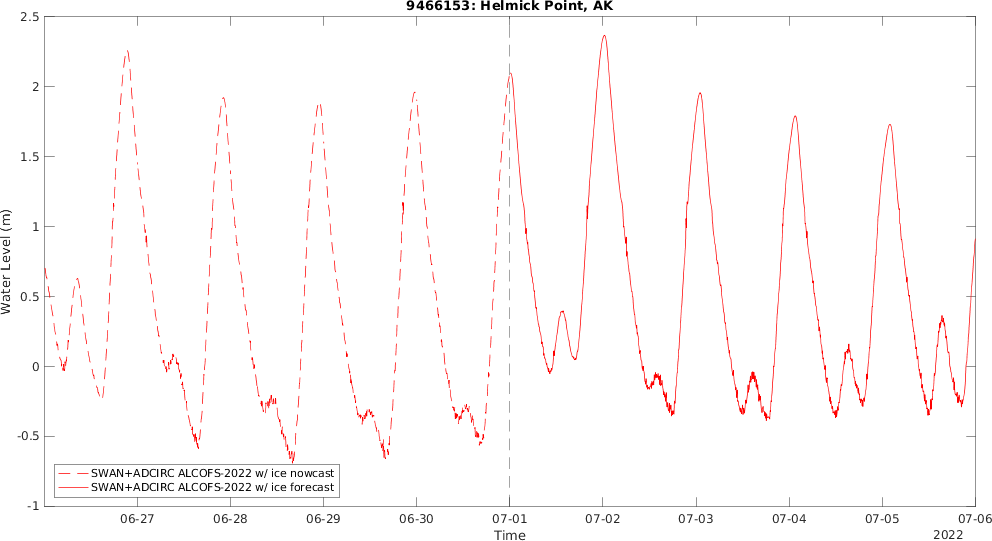 9466153: Helmick Point, AK
2.5
2
1.5
1
0.5
0
-0.5
-1
Water Level (m)
SWAN+ADCIRC ALCOFS-2022 w/ ice nowcast
SWAN+ADCIRC ALCOFS-2022 w/ ice forecast
06-27 06-28 06-29 06-30 07-01 07-02 07-03 07-04 07-05 07-06
Time
2022